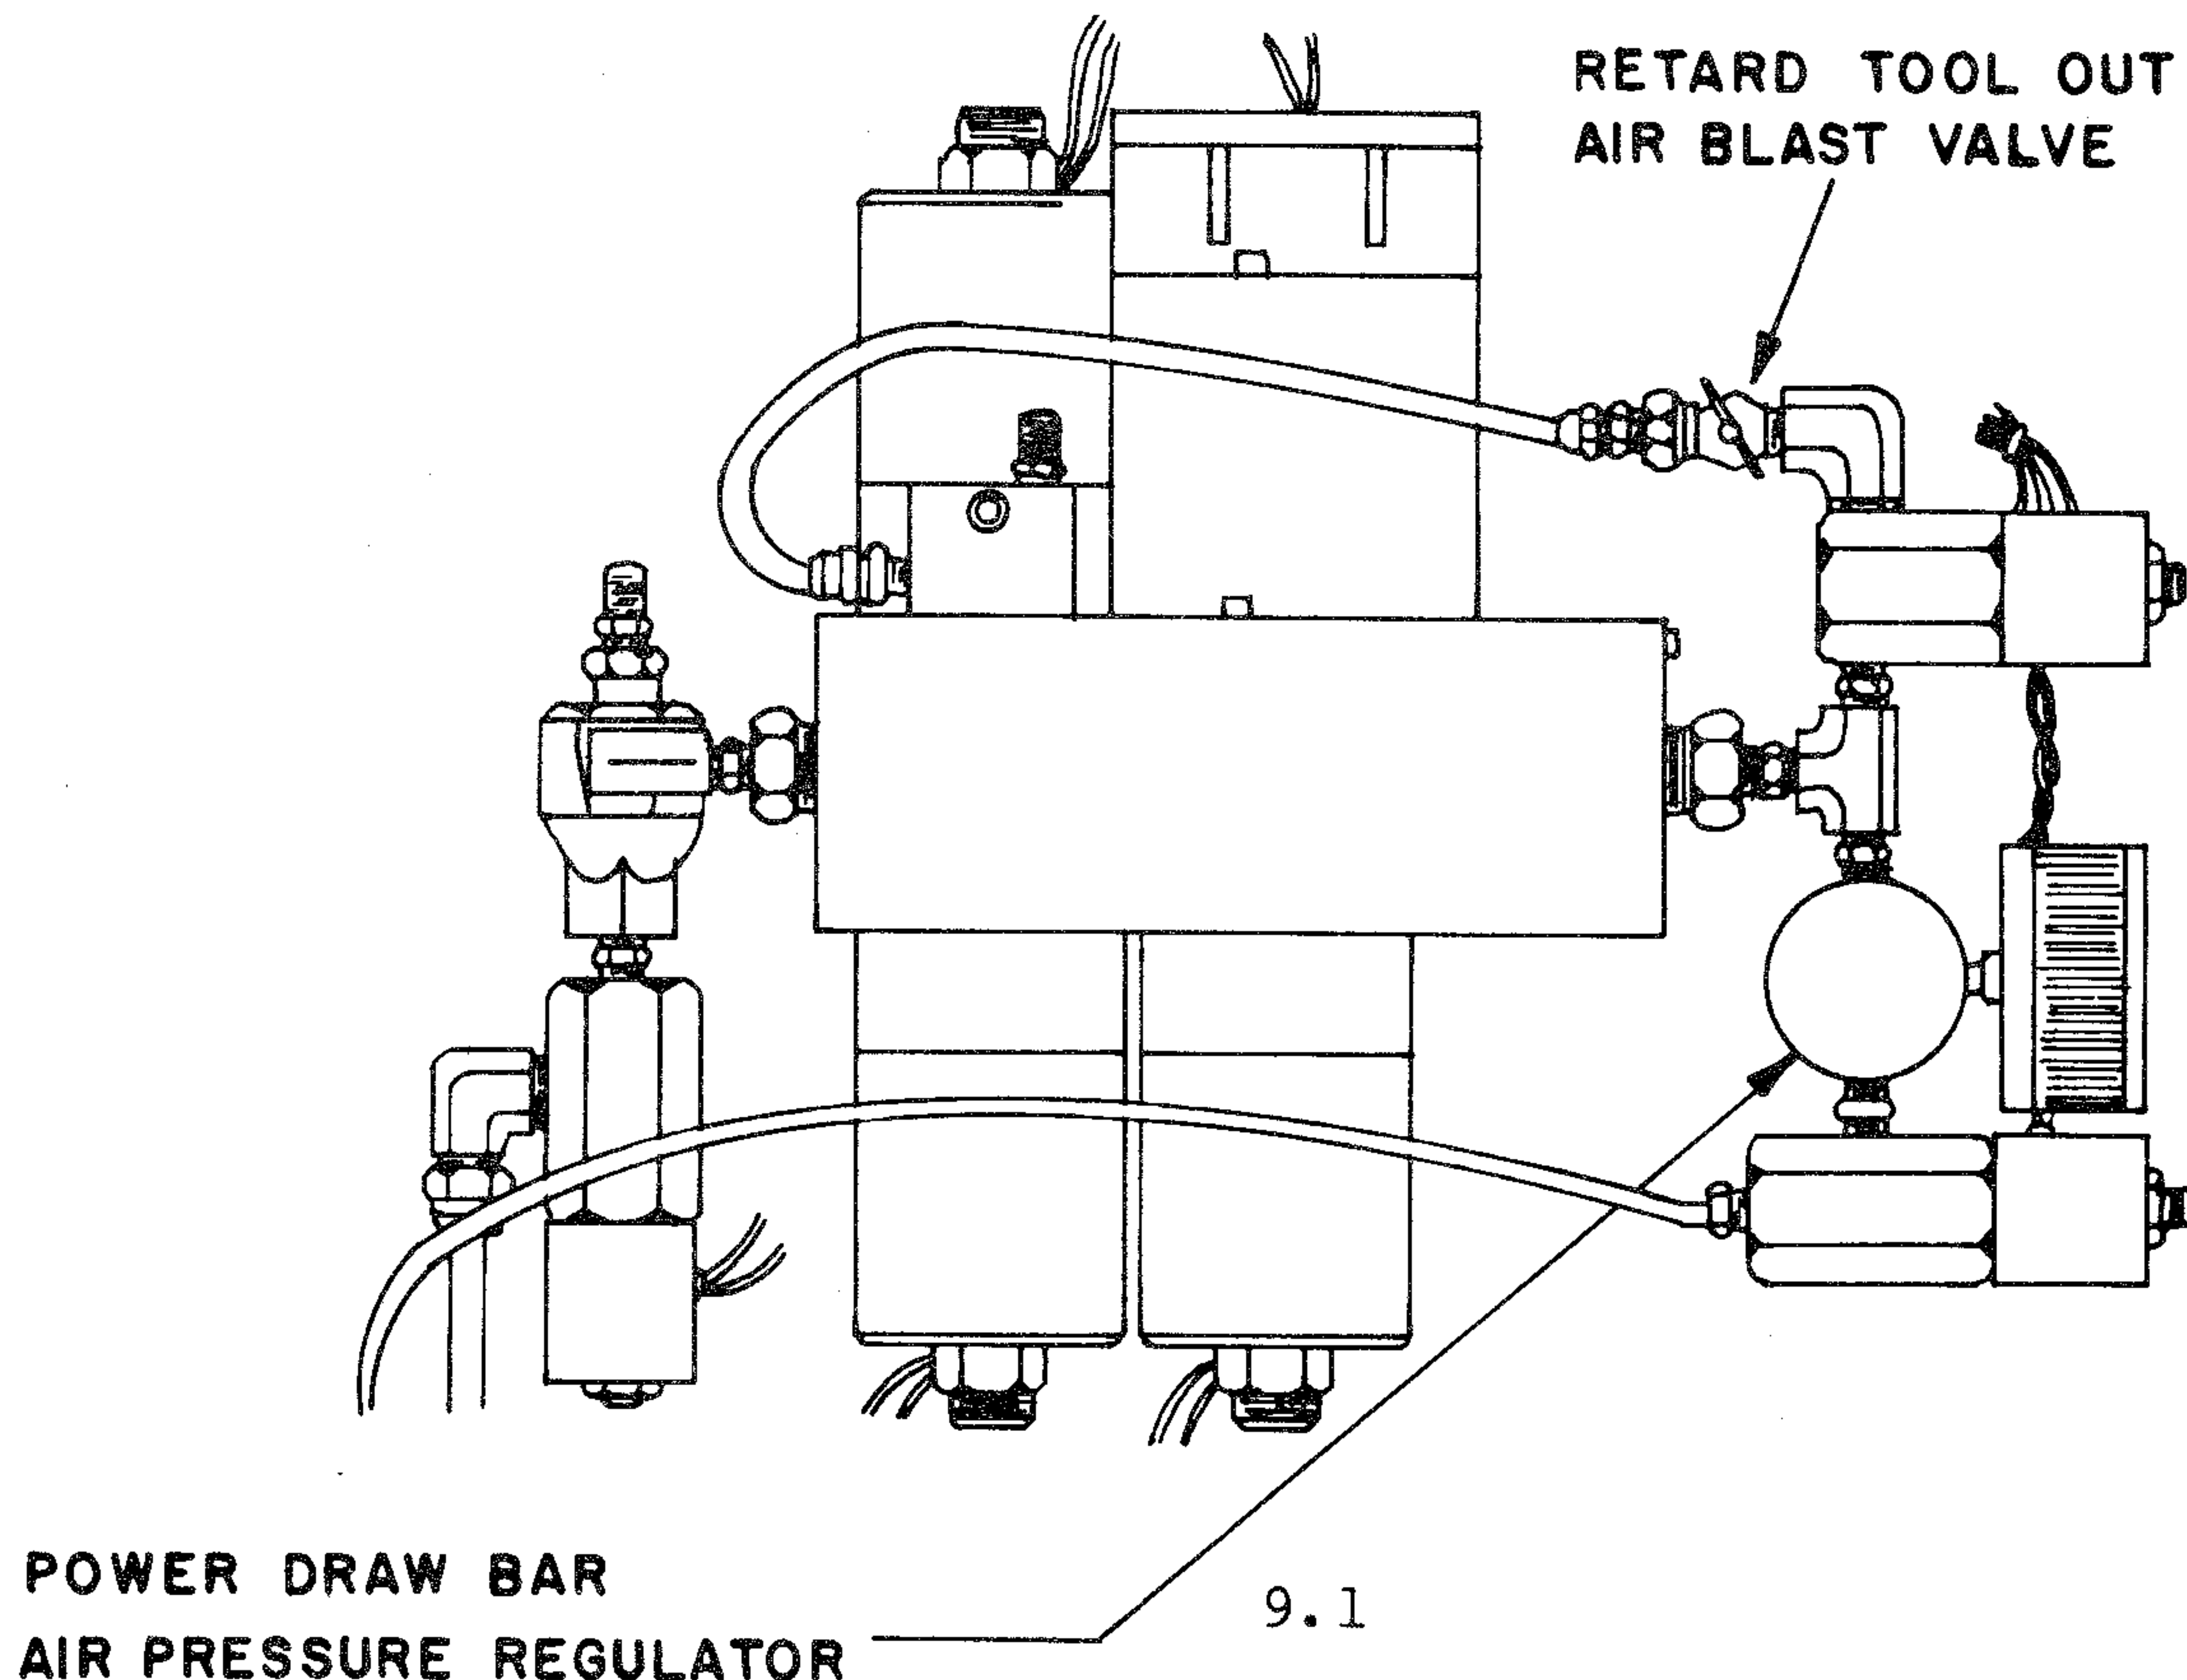 RETARD TOOL OUT
AIR BLAST VALVE
POWER DRAW BAR
AIR PRESSURE REGULATOR
9.1